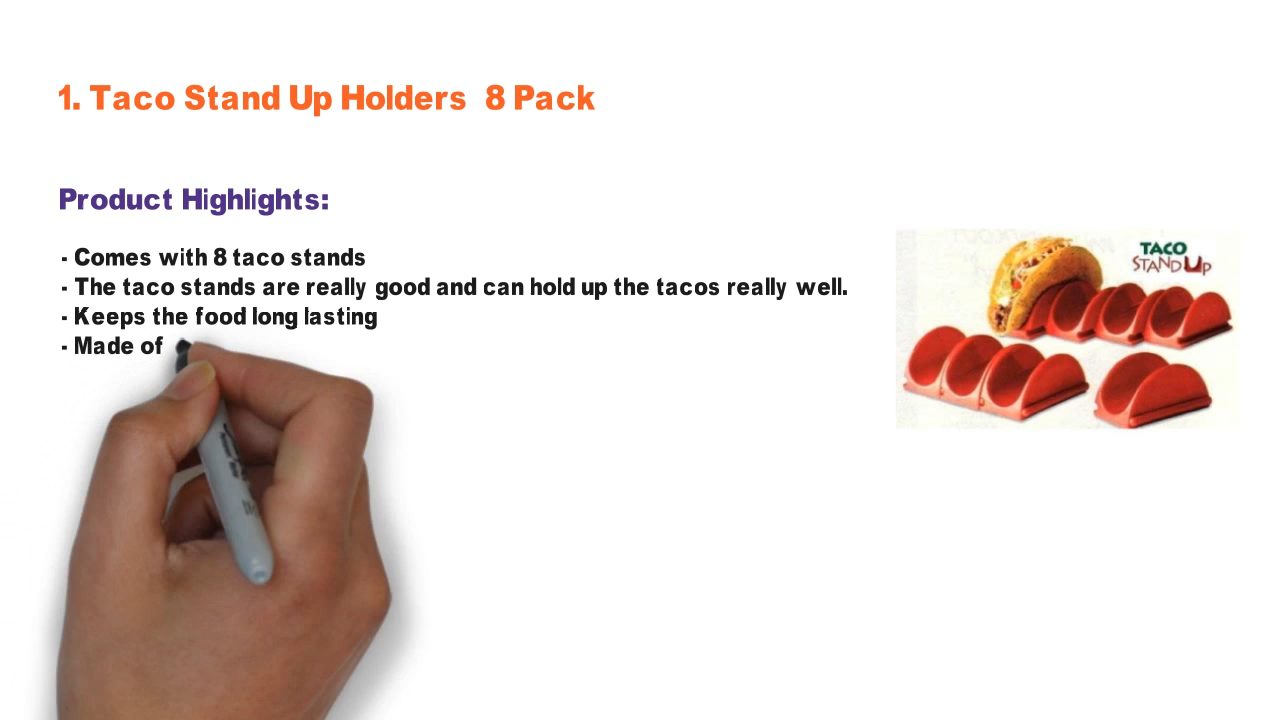 1. Taco Stand Up Holders 8 Pack
Product Highlights:
- Comes with 8 taco stands
- The taco stands are really good and can hold up the tacos really well.
- Keeps the food long lasting
- Made of
TACO
STAND Up